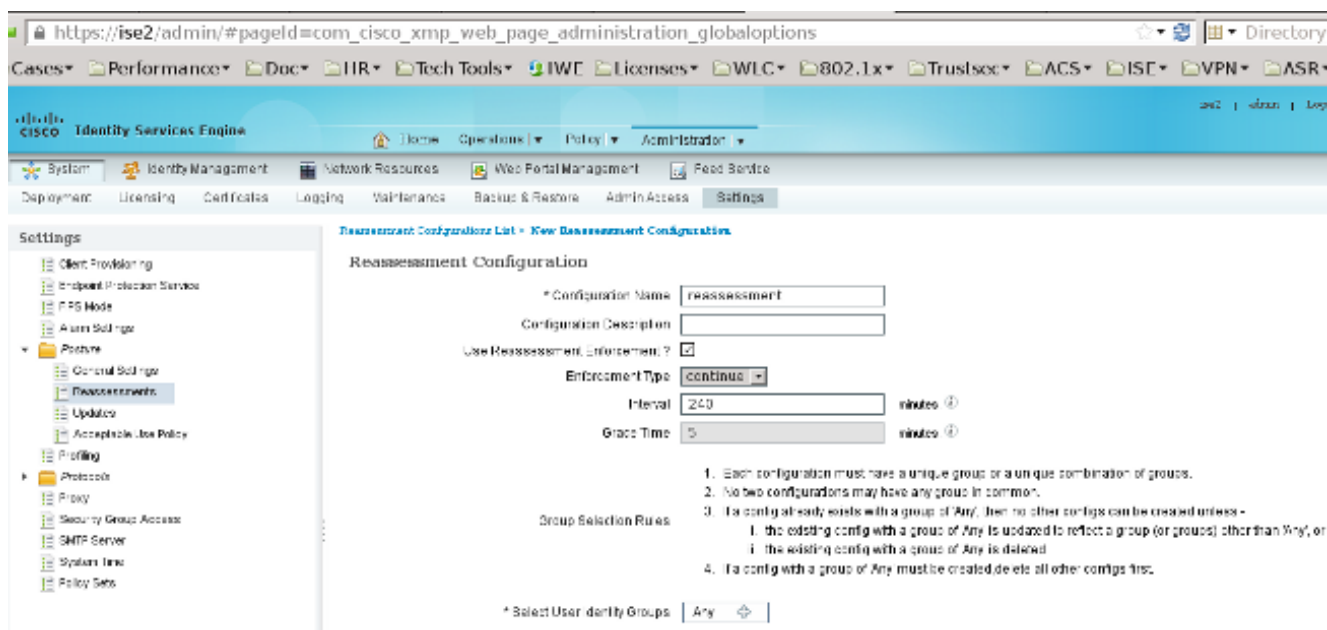 https://ise2/admin/#pageId=com_cisco_xmp_web_page_administration_globaloptions Directory
Cases Performance Doc HR Tech Tools IWE Licenses WLC 802.1x Trustsec ACS ISE VPN ASR
ise2 | admin | Log
CISCO Identity Services Engine
Home Operations | Policy | Administration |
System Identity Management Network Resources Web Portal Management Feed Service
Deployment Licensing Certificates Logging Maintenance Backup & Restore Admin Access Settings
Settings
Client Provisioning
Endpoint Protection Service
FIPS Mode
Alarm Settings
Posture
General Settings
Reassessments
Updates
Acceptable Use Policy
Profiling
Protocols
Proxy
Security Group Access
SMTP Server
System Time
Policy Sets
Reassessment Configurations List > New Reassessment Configuration
Reassessment Configuration
* Configuration Name reassessment
Configuration Description
Use Reassessment Enforcement ?
Enforcement Type continue
Interval 240 minutes
Grace Time 5 minutes
Group Selection Rules
1. Each configuration must have a unique group or a unique combination of groups.
2. No two configurations may have any group in common.
3. If a config already exists with a group of 'Any', then no other configs can be created unless -
i. the existing config with a group of Any is updated to reflect a group (or groups) other than 'Any', or
ii. the existing config with a group of Any is deleted
4. If a config with a group of Any must be created, delete all other configs first.
* Select User Identity Groups Any